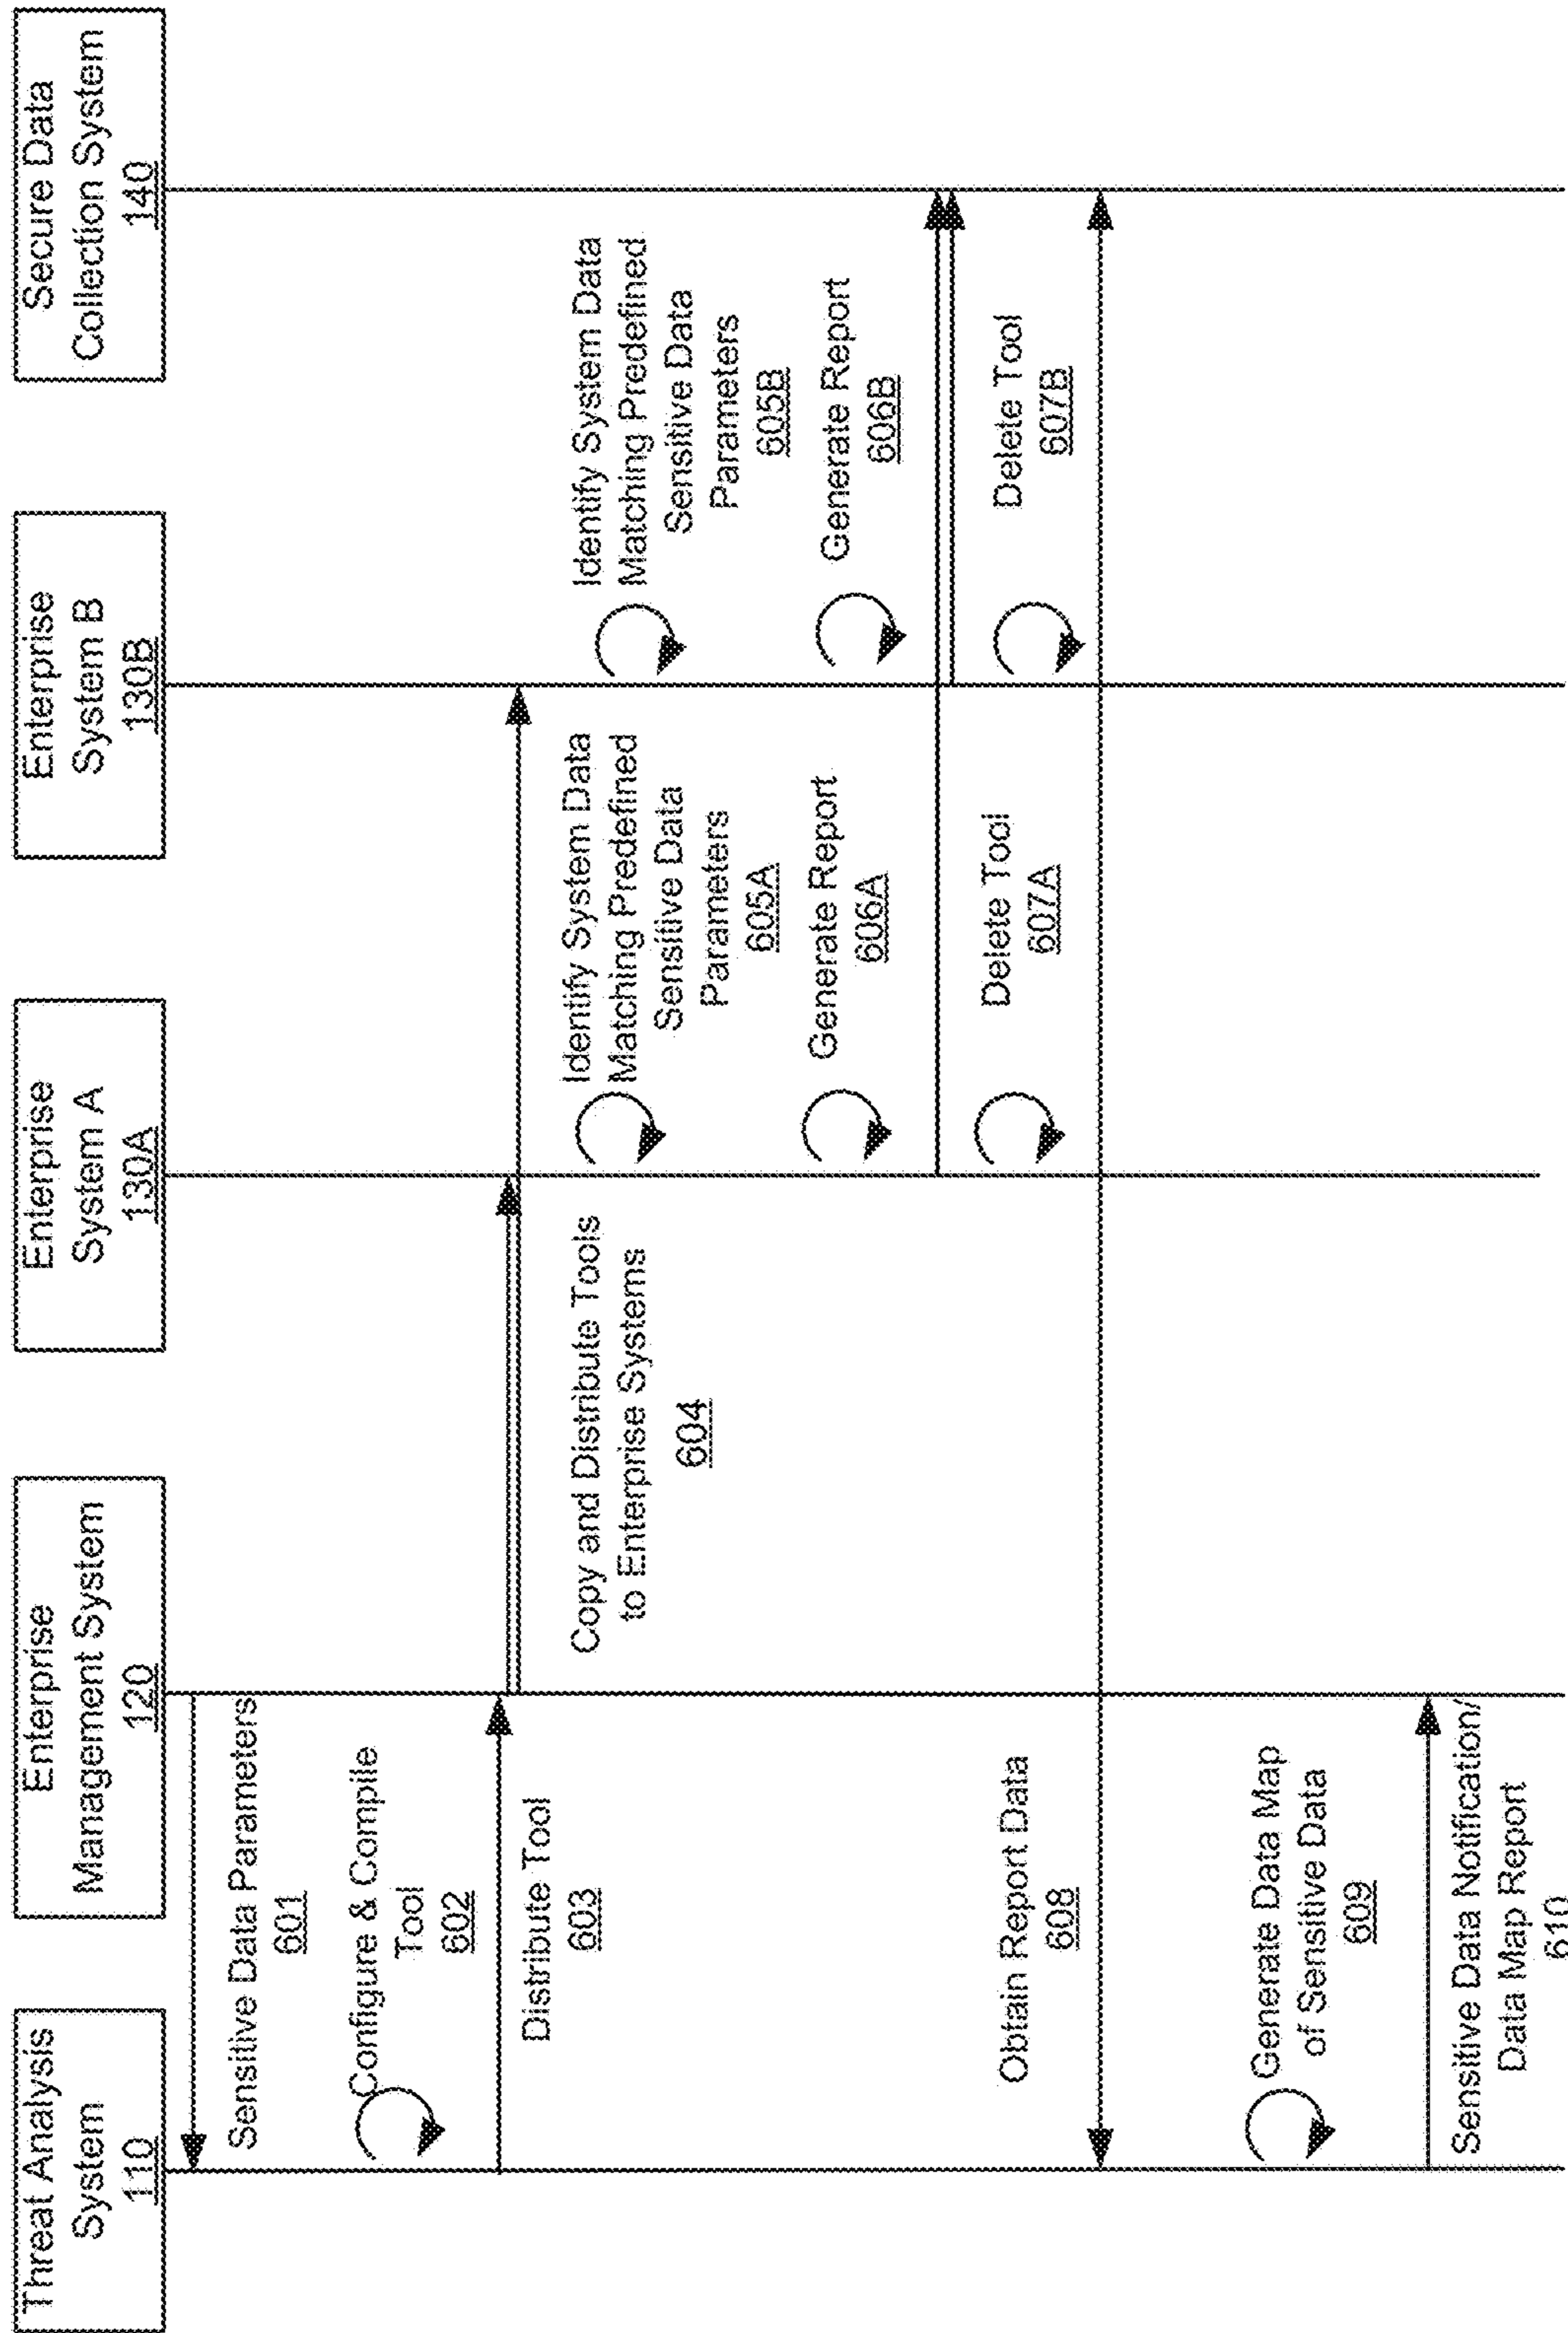 Threat Analysis
System
110
Enterprise
Management System
120
Enterprise
System A
130A
Enterprise
System B
130B
Secure Data
Collection System
140
Sensitive Data Parameters
601
Configure & Compile
Tool
602
Distribute Tool
603
Copy and Distribute Tools
to Enterprise Systems
604
Identify System Data
Matching Predefined
Sensitive Data
Parameters
605A
Identify System Data
Matching Predefined
Sensitive Data
Parameters
605B
Generate Report
606A
Generate Report
606B
Delete Tool
607A
Delete Tool
607B
Obtain Report Data
608
Generate Data Map
of Sensitive Data
609
Sensitive Data Notification/
Data Map Report
610